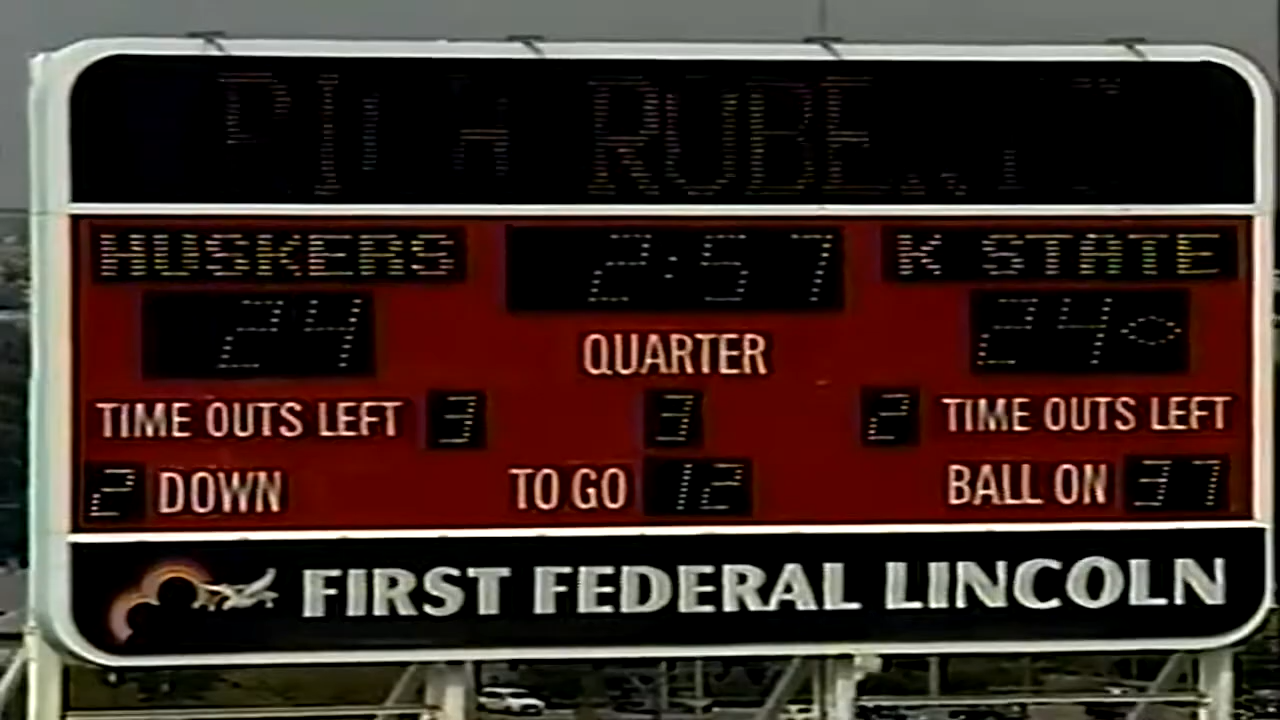 HUSKERS 2:57 K STATE
24 QUARTER 24
TIME OUTS LEFT 3 3 2 TIME OUTS LEFT
2 DOWN TO GO 12 BALL ON 37
FIRST FEDERAL LINCOLN